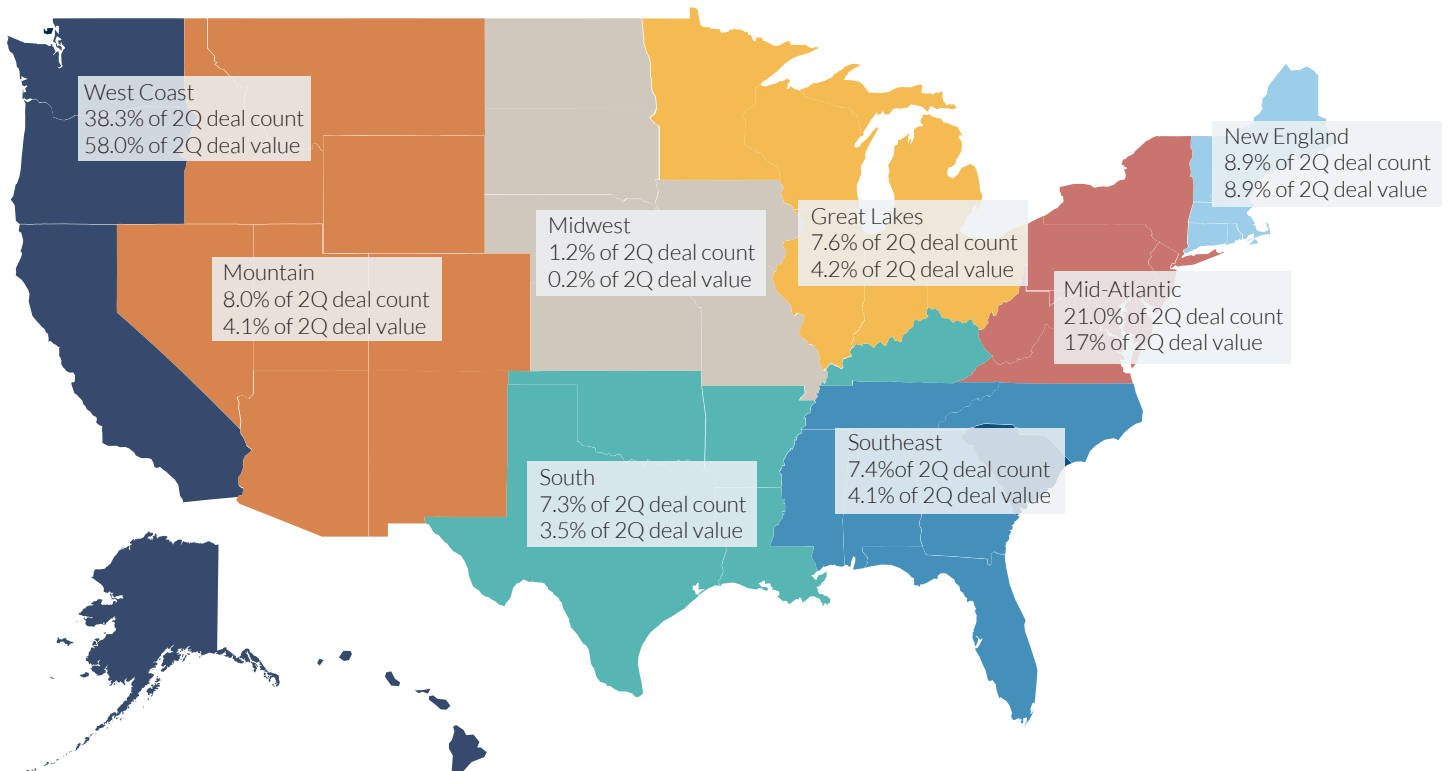 West Coast
38.3% of 2Q deal count
58.0% of 2Q deal value
New England
8.9% of 2Q deal count
8.9% of 2Q deal value
Midwest
1.2% of 2Q deal count
0.2% of 2Q deal value
Great Lakes
7.6% of 2Q deal count
4.2% of 2Q deal value
Mountain
8.0% of 2Q deal count
4.1% of 2Q deal value
Mid-Atlantic
21.0% of 2Q deal count
17% of 2Q deal value
Southeast
7.4%of 2Q deal count
4.1% of 2Q deal value
South
7.3% of 2Q deal count
3.5% of 2Q deal value